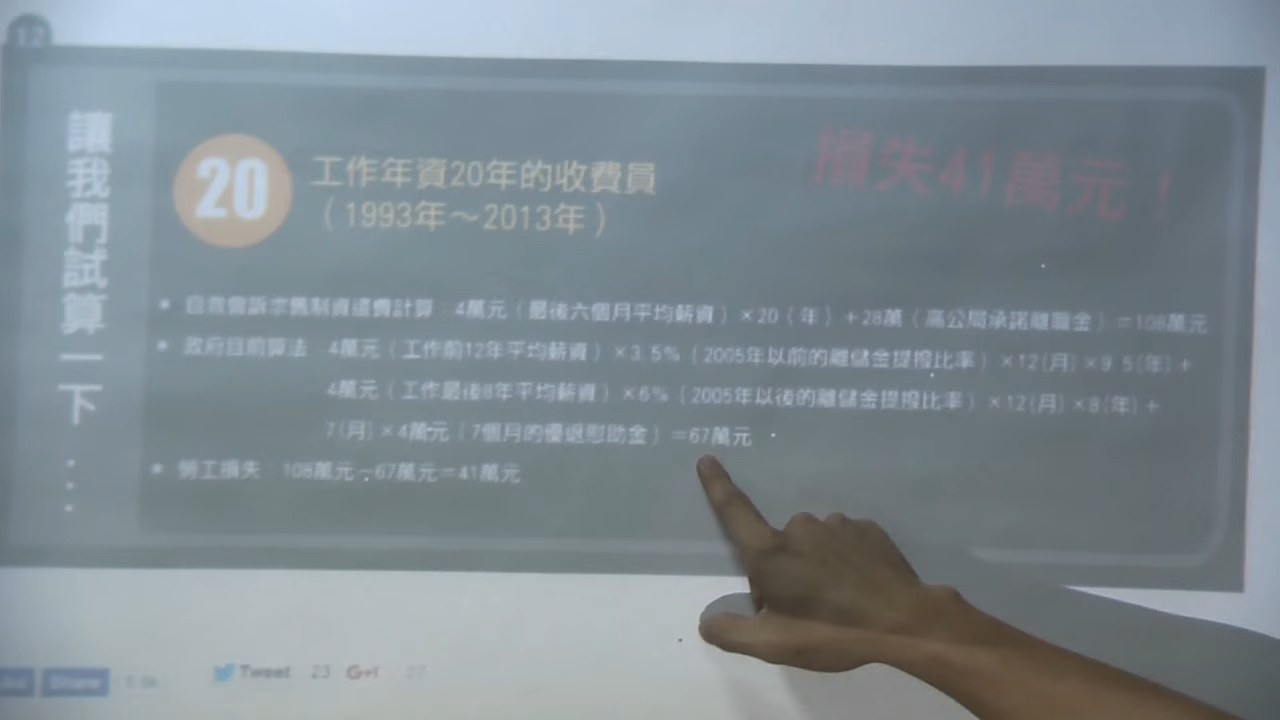 12
讓我們試算一下...
20
工作年資20年的收費員
（1993年～2013年）
損失41萬元！
• 自救會訴求舊制資遣費計算：4萬元（最後六個月平均薪資）×20（年）＋28萬（高公局承諾離職金）＝108萬元
• 政府目前算法：4萬元（工作前12年平均薪資）×3.5%（2005年以前的離儲金提撥比率）×12(月)×9.5(年)＋
4萬元（工作最後8年平均薪資）×6%（2005年以後的離儲金提撥比率）×12(月)×8(年)＋
7(月)×4萬元（7個月的優退慰助金）＝67萬元
• 勞工損失：108萬元－67萬元＝41萬元
Share
Tweet 23 G+1 27